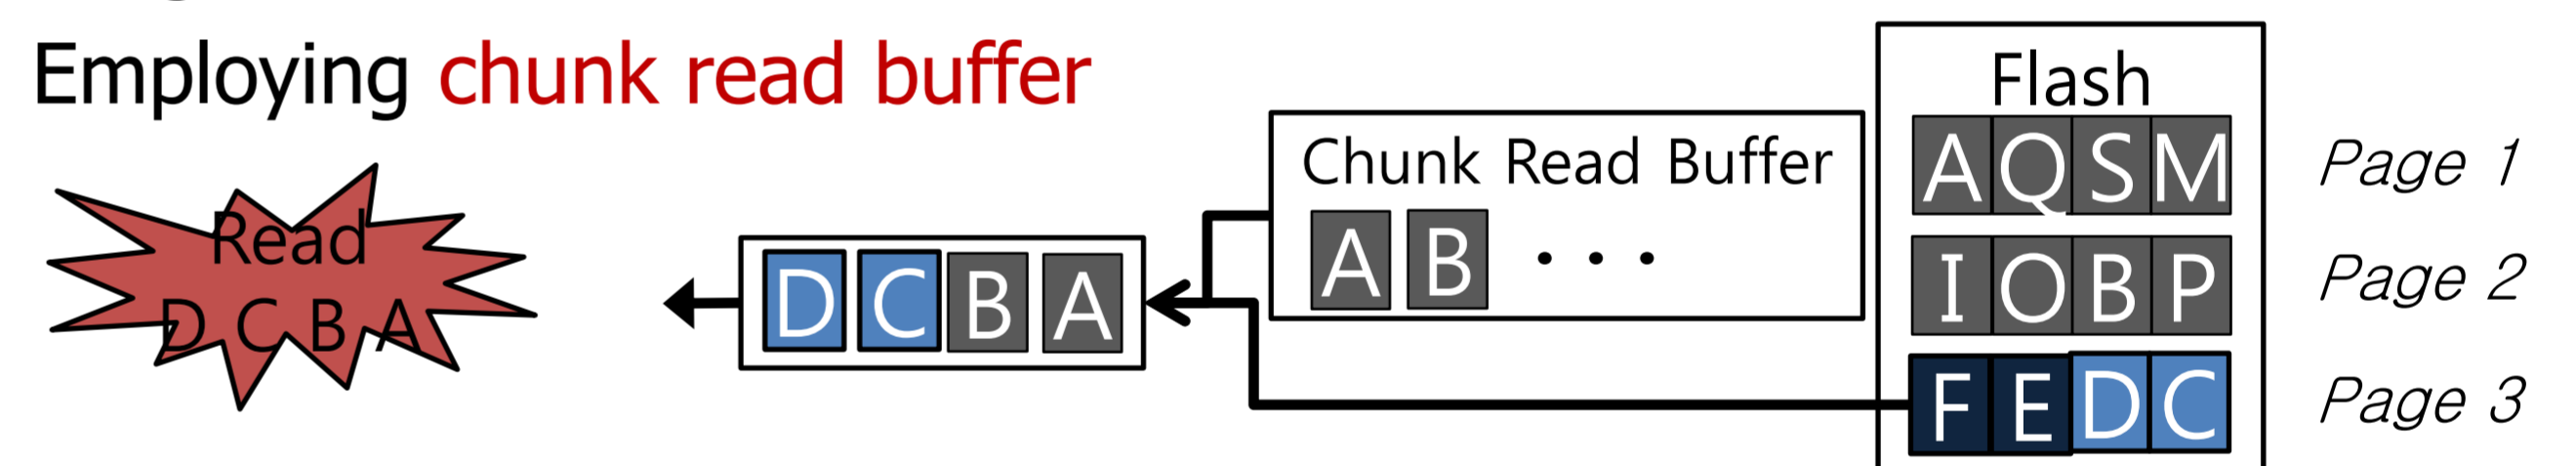 Employing chunk read buffer
Read
D C B A
D C B A
Chunk Read Buffer
A B . . .
Flash
A Q S M
Page 1
I O B P
Page 2
F E D C
Page 3